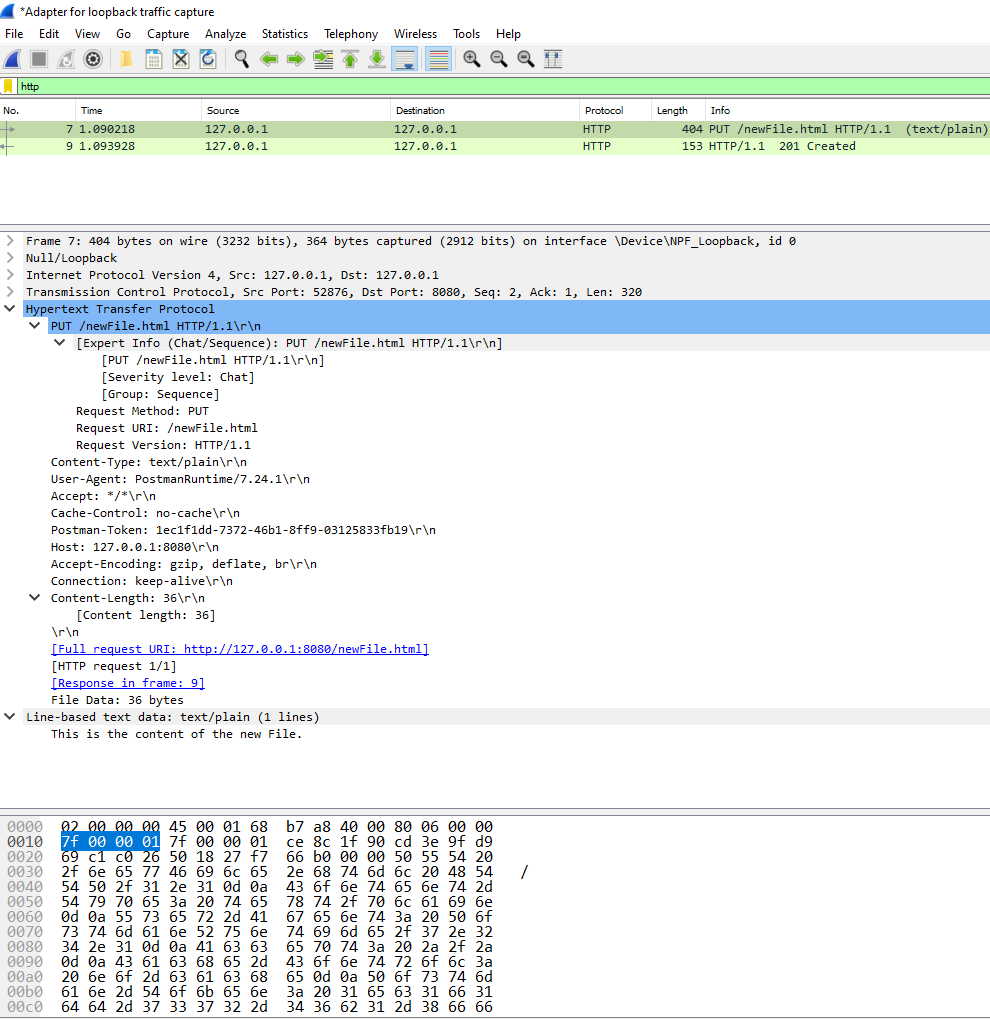 *Adapter for loopback traffic capture
File Edit View Go Capture Analyze Statistics Telephony Wireless Tools Help
http
No. Time Source Destination Protocol Length Info
7 1.090218 127.0.0.1 127.0.0.1 HTTP 404 PUT /newFile.html HTTP/1.1 (text/plain)
9 1.093928 127.0.0.1 127.0.0.1 HTTP 153 HTTP/1.1 201 Created
Frame 7: 404 bytes on wire (3232 bits), 364 bytes captured (2912 bits) on interface \Device\NPF_Loopback, id 0
Null/Loopback
Internet Protocol Version 4, Src: 127.0.0.1, Dst: 127.0.0.1
Transmission Control Protocol, Src Port: 52876, Dst Port: 8080, Seq: 2, Ack: 1, Len: 320
Hypertext Transfer Protocol
PUT /newFile.html HTTP/1.1\r\n
[Expert Info (Chat/Sequence): PUT /newFile.html HTTP/1.1\r\n]
[PUT /newFile.html HTTP/1.1\r\n]
[Severity level: Chat]
[Group: Sequence]
Request Method: PUT
Request URI: /newFile.html
Request Version: HTTP/1.1
Content-Type: text/plain\r\n
User-Agent: PostmanRuntime/7.24.1\r\n
Accept: */*\r\n
Cache-Control: no-cache\r\n
Postman-Token: 1ec1f1dd-7372-46b1-8ff9-03125833fb19\r\n
Host: 127.0.0.1:8080\r\n
Accept-Encoding: gzip, deflate, br\r\n
Connection: keep-alive\r\n
Content-Length: 36\r\n
[Content length: 36]
\r\n
[Full request URI: http://127.0.0.1:8080/newFile.html]
[HTTP request 1/1]
[Response in frame: 9]
File Data: 36 bytes
Line-based text data: text/plain (1 lines)
This is the content of the new File.
0000 02 00 00 00 45 00 01 68 b7 a8 40 00 80 06 00 00
0010 7f 00 00 01 7f 00 00 01 ce 8c 1f 90 cd 3e 9f d9
0020 69 c1 c0 26 50 18 27 f7 66 b0 00 00 50 55 54 20
0030 2f 6e 65 77 46 69 6c 65 2e 68 74 6d 6c 20 48 54 /
0040 54 50 2f 31 2e 31 0d 0a 43 6f 6e 74 65 6e 74 2d
0050 54 79 70 65 3a 20 74 65 78 74 2f 70 6c 61 69 6e
0060 0d 0a 55 73 65 72 2d 41 67 65 6e 74 3a 20 50 6f
0070 73 74 6d 61 6e 52 75 6e 74 69 6d 65 2f 37 2e 32
0080 34 2e 31 0d 0a 41 63 63 65 70 74 3a 20 2a 2f 2a
0090 0d 0a 43 61 63 68 65 2d 43 6f 6e 74 72 6f 6c 3a
00a0 20 6e 6f 2d 63 61 63 68 65 0d 0a 50 6f 73 74 6d
00b0 61 6e 2d 54 6f 6b 65 6e 3a 20 31 65 63 31 66 31
00c0 64 64 2d 37 33 37 32 2d 34 36 62 31 2d 38 66 66